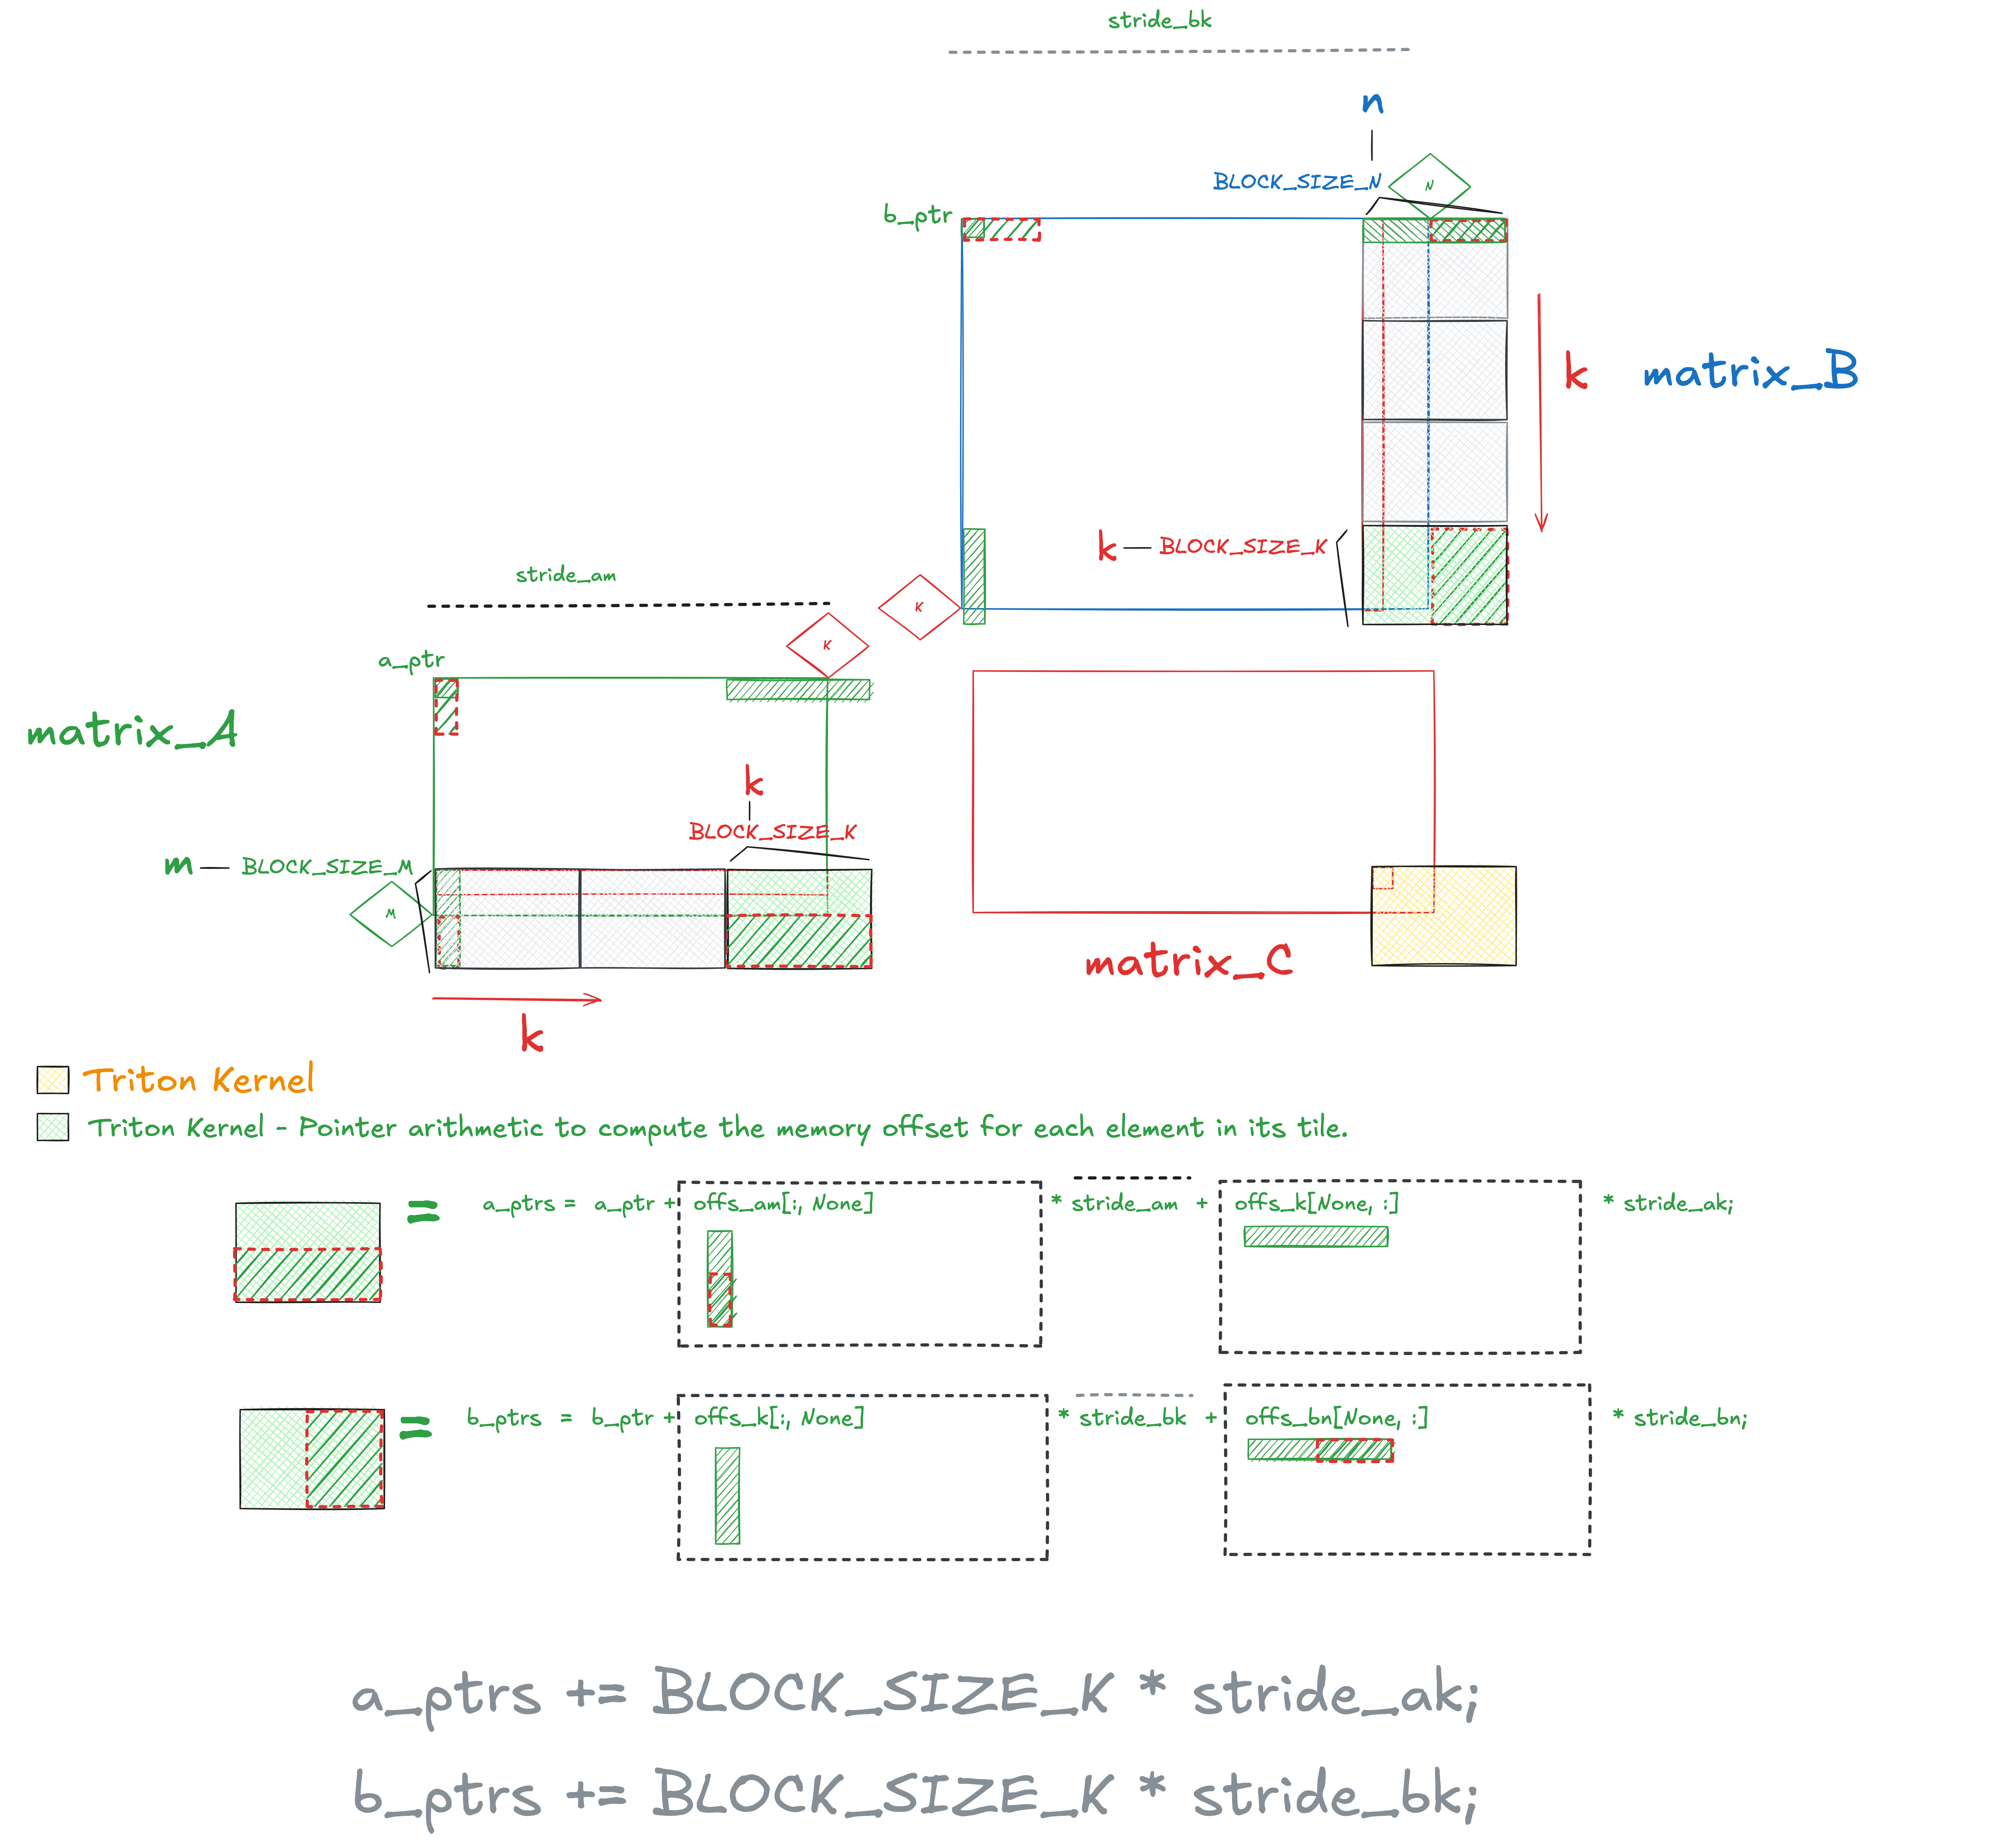 stride_bk
n
BLOCK_SIZE_N
N
b_ptr
k
matrix_B
k — BLOCK_SIZE_K
stride_am
K
K
a_ptr
matrix_A
k
BLOCK_SIZE_K
m — BLOCK_SIZE_M
M
matrix_C
k
Triton Kernel
Triton Kernel - Pointer arithmetic to compute the memory offset for each element in its tile.
= a_ptrs = a_ptr + offs_am[:, None] * stride_am + offs_k[None, :] * stride_ak;
= b_ptrs = b_ptr + offs_k[:, None] * stride_bk + offs_bn[None, :] * stride_bn;
a_ptrs += BLOCK_SIZE_K * stride_ak;
b_ptrs += BLOCK_SIZE_K * stride_bk;